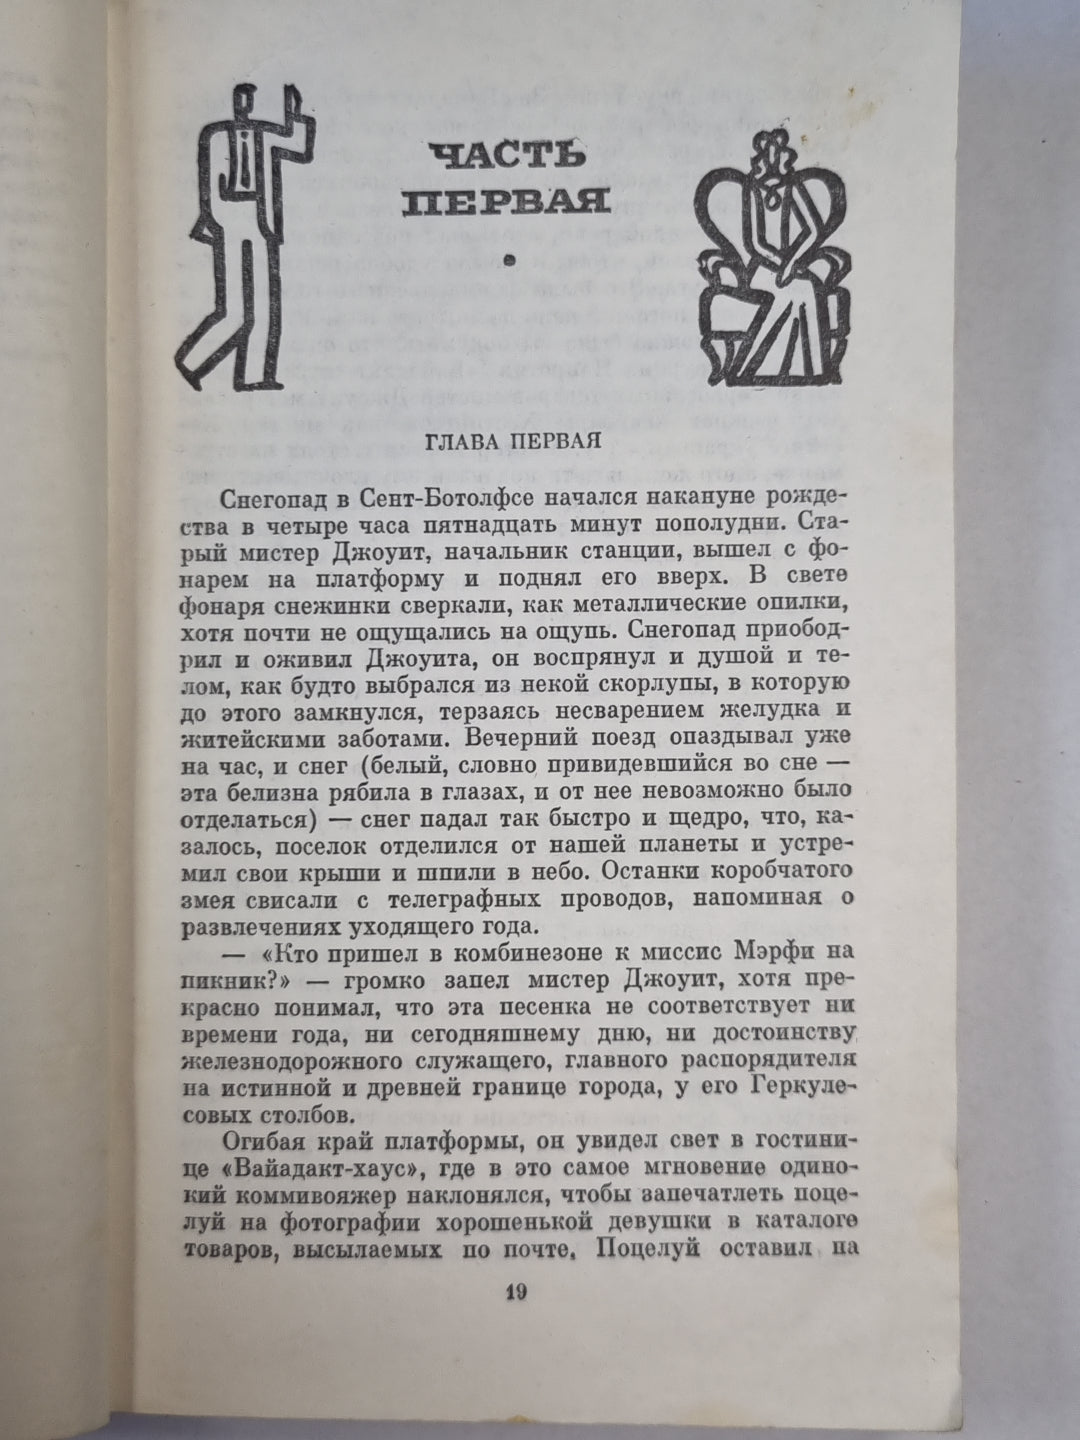 ЧАСТЬ
ПЕРВАЯ
ГЛАВА ПЕРВАЯ
Снегопад в Сент-Ботолфсе начался накануне рожде-
ства в четыре часа пятнадцать минут пополудни. Ста-
рый мистер Джоуит, начальник станции, вышел с фо-
нарем на платформу и поднял его вверх. В свете
фонаря снежинки сверкали, как металлические опилки,
хотя почти не ощущались на ощупь. Снегопад приобод-
рил и оживил Джоуита, он воспрянул и душой и те-
лом, как будто выбрался из некой скорлупы, в которую
до этого замкнулся, терзаясь несварением желудка и
житейскими заботами. Вечерний поезд опаздывал уже
на час, и снег (белый, словно привидевшийся во сне —
эта белизна рябила в глазах, и от нее невозможно было
отделаться) — снег падал так быстро и щедро, что, ка-
залось, поселок отделился от нашей планеты и устре-
мил свои крыши и шпили в небо. Останки коробчатого
змея свисали с телеграфных проводов, напоминая о
развлечениях уходящего года.
— «Кто пришел в комбинезоне к миссис Мэрфи на
пикник?» — громко запел мистер Джоуит, хотя пре-
красно понимал, что эта песенка не соответствует ни
времени года, ни сегодняшнему дню, ни достоинству
железнодорожного служащего, главного распорядителя
на истинной и древней границе города, у его Геркуле-
совых столбов.
Огибая край платформы, он увидел свет в гостини-
це «Вайадакт-хаус», где в это самое мгновение одино-
кий коммивояжер наклонялся, чтобы запечатлеть поце-
луй на фотографии хорошенькой девушки в каталоге
товаров, высылаемых по почте. Поцелуй оставил на
19